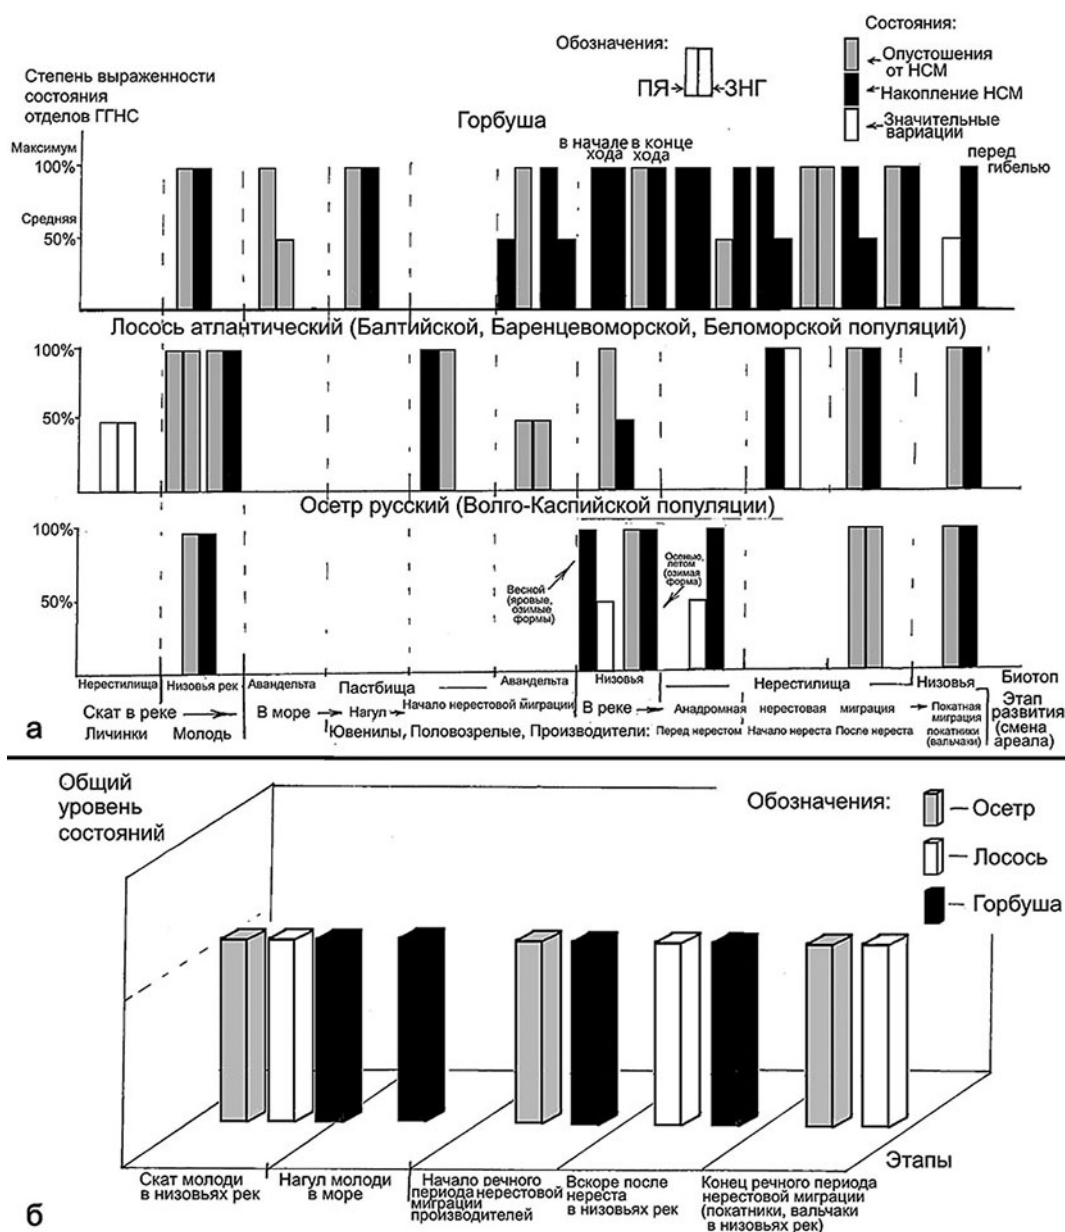 Состояния:
Обозначения:
Опустошения
от НСМ
ПЯ
ЗНГ
Накопление НСМ
Значительные
вариации
Степень выраженности
состояния
отделов ГГНС
Горбуша
в начале
хода
в конце
хода
перед
гибелью
Максимум
100%
Средняя
50%
Лосось атлантический (Балтийской, Баренцевоморской, Беломорской популяций)
100%
50%
Осетр русский (Волго-Каспийской популяции)
100%
50%
Весной
(яровые,
озимые
формы)
Осенью,
летом
(озимая
форма)
Нерестилища
Низовья рек
Авандельта
Пастбища
Авандельта
Низовья
Нерестилища
Низовья
Биотоп
Скат в реке
В море
Нагул
Начало нерестовой миграции
В реке
Анадромная
нерестовая
миграция
Покатная
миграция
покатники
(вальчаки)
Этап
развития
(смена
ареала)
а
Личинки
Молодь
Ювенилы, Половозрелые, Производители:
Перед нерестом
Начало нереста
После нереста
Общий
уровень
состояний
Обозначения:
Осетр
Лосось
Горбуша
Этапы
Скат молоди
в низовьях рек
Нагул молоди
в море
Начало речного
периода нерестовой
миграции
производителей
Вскоре после
нереста
в низовьях рек
Конец речного периода
нерестовой миграции
(покатники, вальчаки
в низовьях рек)
б